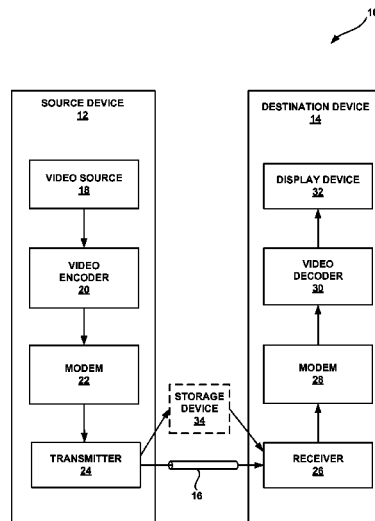 10
SOURCE DEVICE
12
VIDEO SOURCE
18
VIDEO
ENCODER
20
MODEM
22
TRANSMITTER
24
STORAGE
DEVICE
34
16
DESTINATION DEVICE
14
DISPLAY DEVICE
32
VIDEO
DECODER
30
MODEM
28
RECEIVER
26